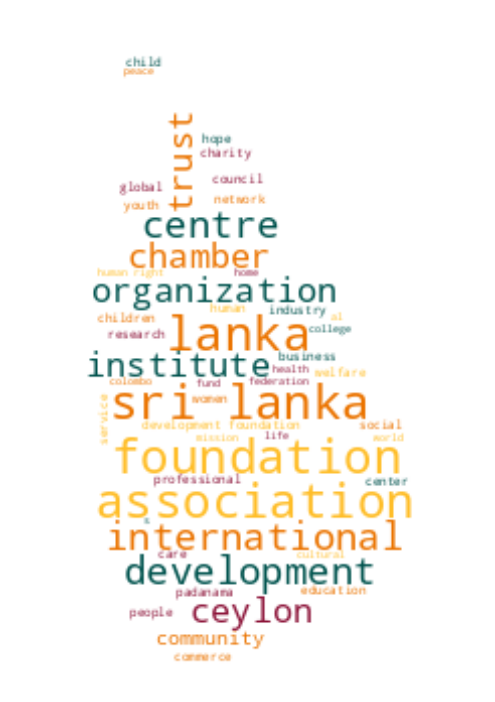 child
peace
trust
hope
charity
council
global
network
youth
centre
chamber
human right
home
organization
human
industry
children
al
lanka
college
research
institute
business
health
welfare
colombo
fund
federation
sri lanka
women
service
development foundation
social
mission
life
world
foundation
professional
center
association
s
international
care
cultural
development
padanama
education
people
ceylon
community
commerce